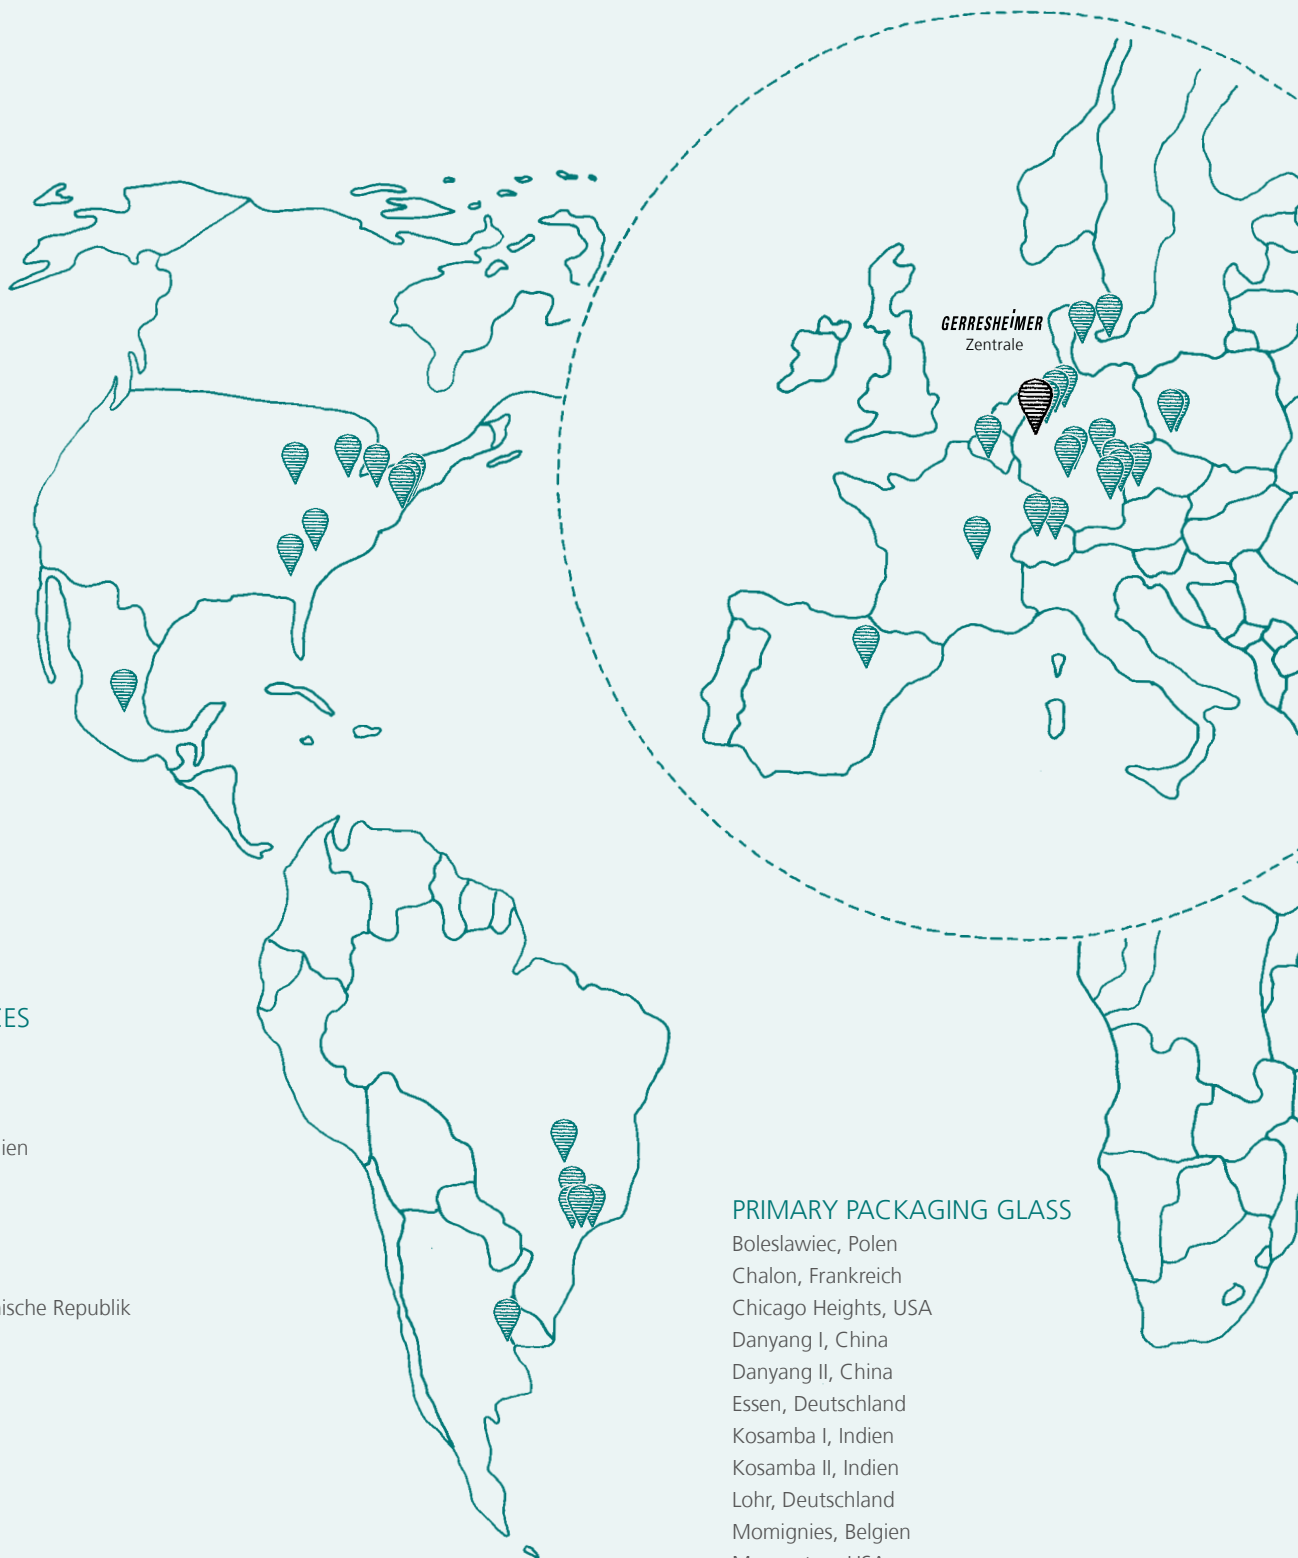 GERRESHEIMER
Zentrale
PRIMARY PACKAGING GLASS
Boleslawiec, Polen
Chalon, Frankreich
Chicago Heights, USA
Danyang I, China
Danyang II, China
Essen, Deutschland
Kosamba I, Indien
Kosamba II, Indien
Lohr, Deutschland
Momignies, Belgien